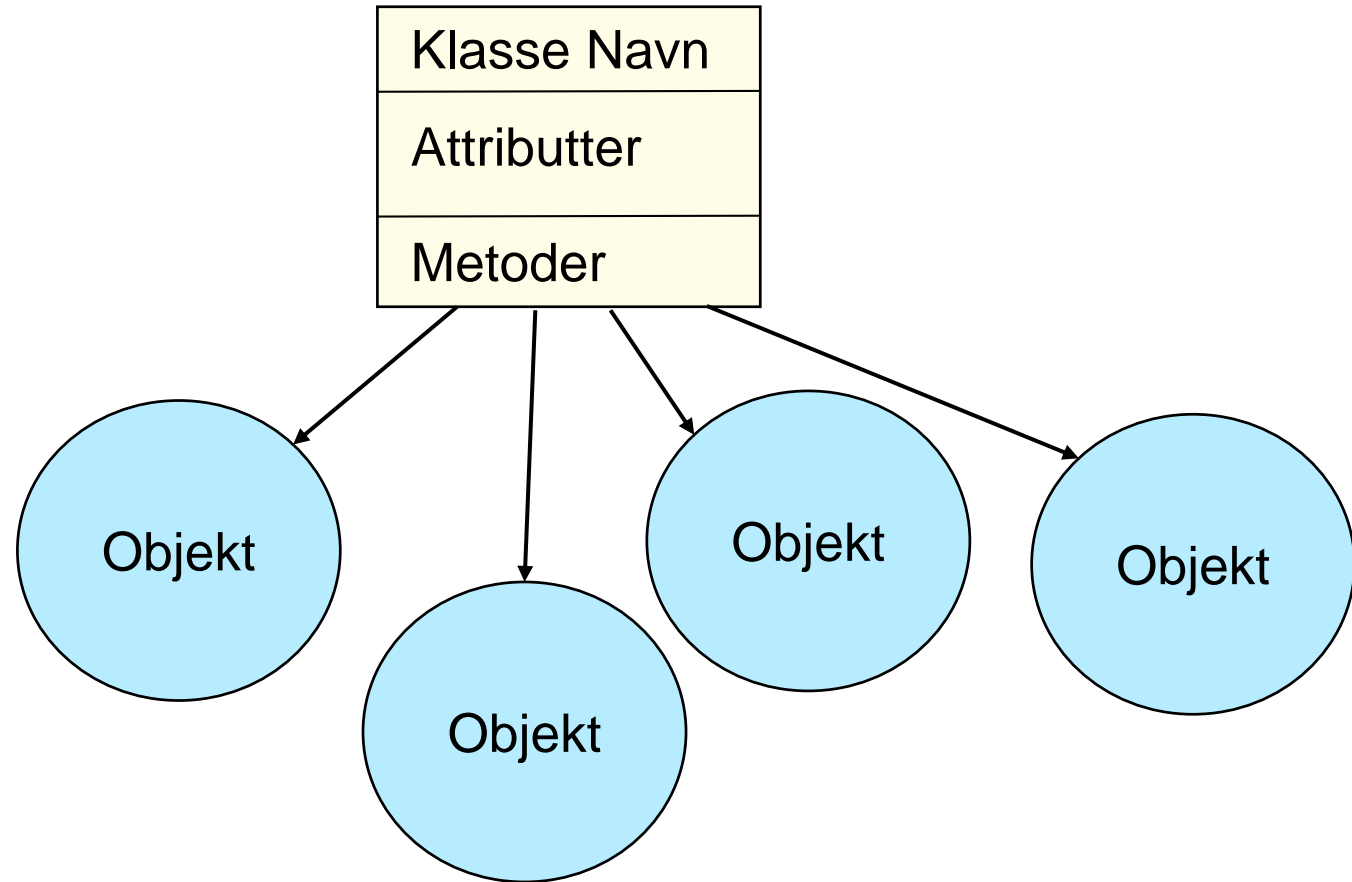 Klasse Navn
Attributter
Metoder
Objekt
Objekt
Objekt
Objekt